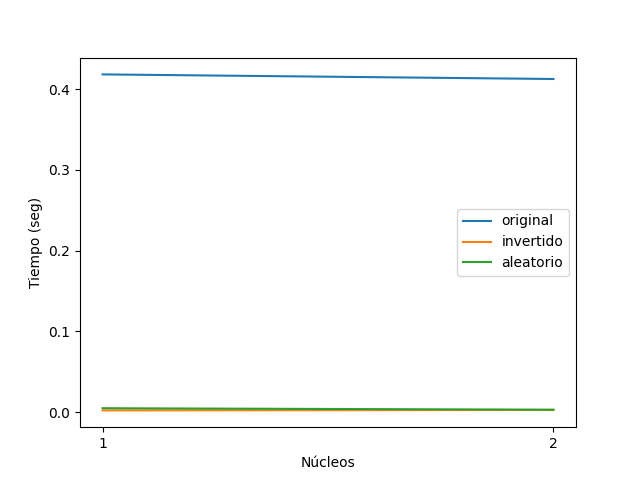 0.4
0.3
0.2
0.1
0.0
Tiempo (seg)
original
invertido
aleatorio
1
2
Núcleos